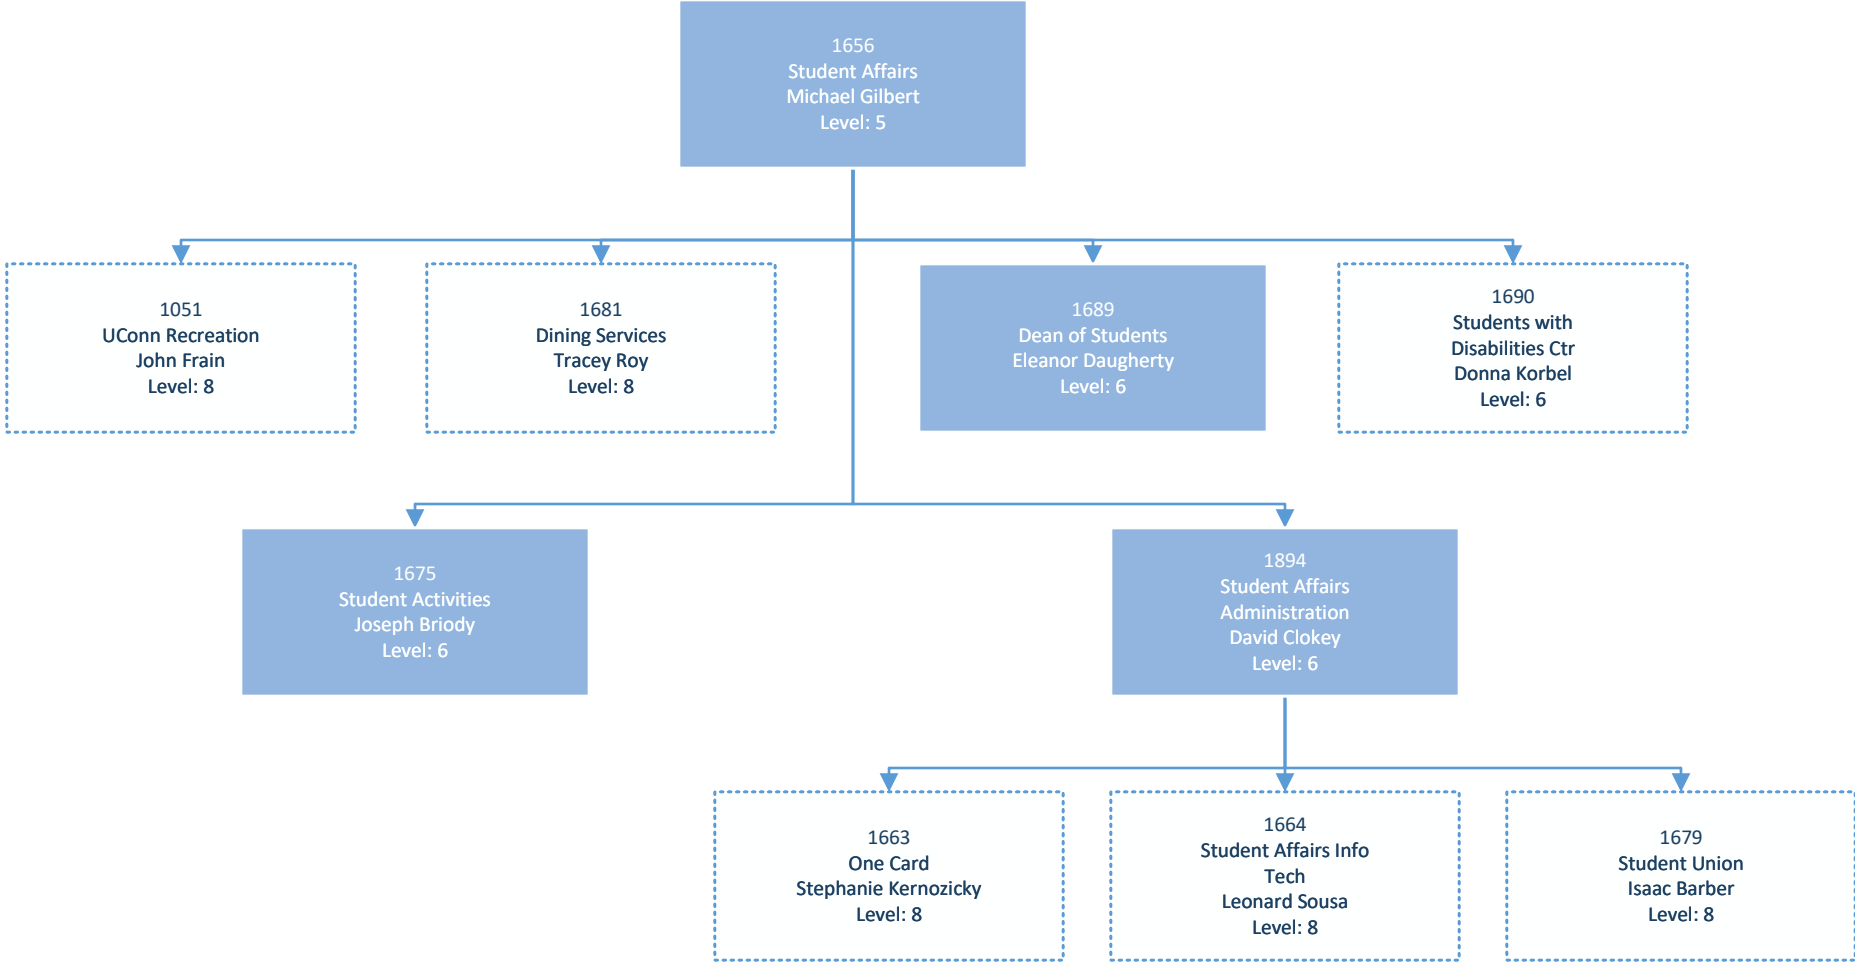 1656
Student Affairs
Michael Gilbert
Level: 5
1051
UConn Recreation
John Frain
Level: 8
1681
Dining Services
Tracey Roy
Level: 8
1689
Dean of Students
Eleanor Daugherty
Level: 6
1690
Students with
Disabilities Ctr
Donna Korbel
Level: 6
1675
Student Activities
Joseph Briody
Level: 6
1894
Student Affairs
Administration
David Clokey
Level: 6
1663
One Card
Stephanie Kernozicky
Level: 8
1664
Student Affairs Info
Tech
Leonard Sousa
Level: 8
1679
Student Union
Isaac Barber
Level: 8